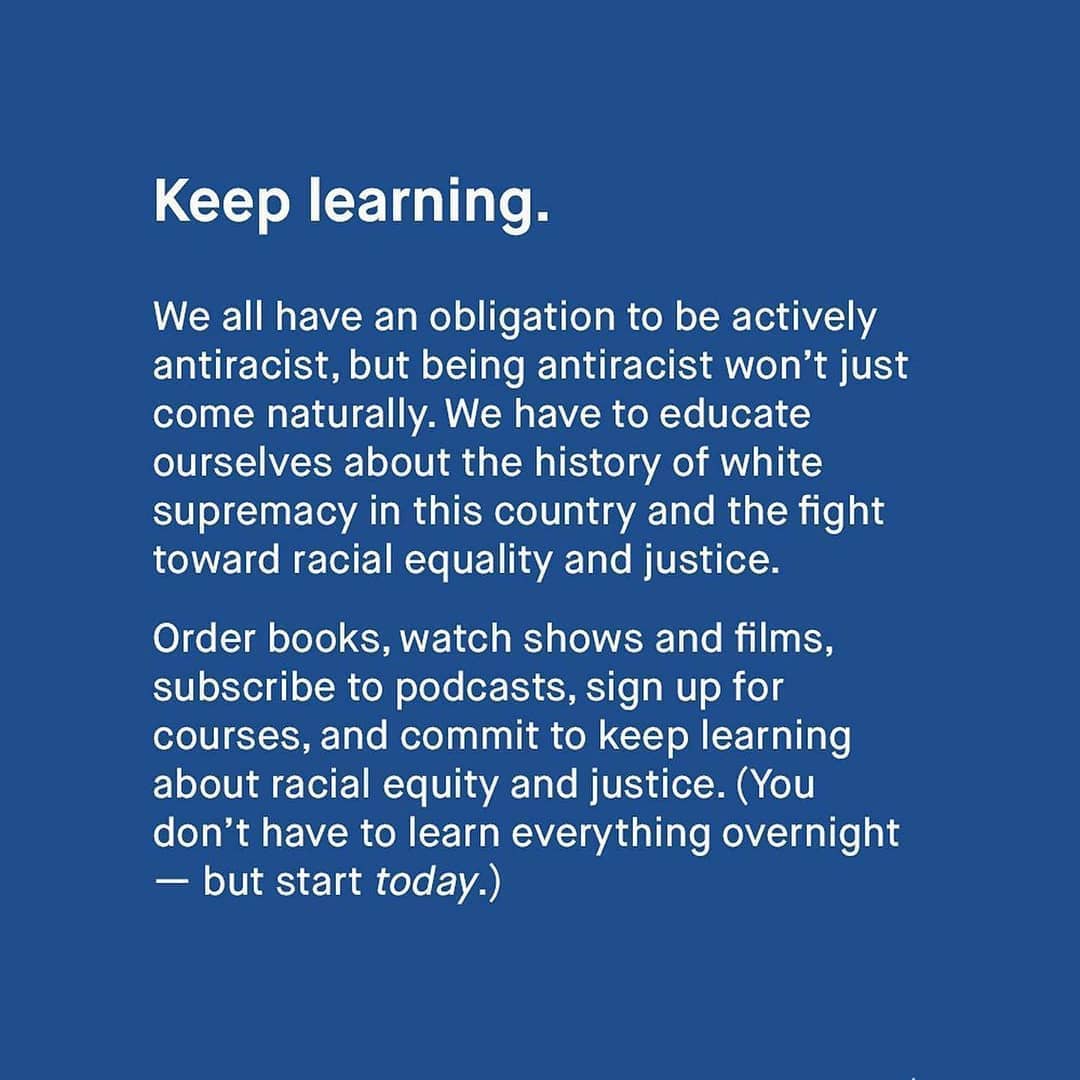 Keep learning.
We all have an obligation to be actively
antiracist, but being antiracist won’t just
come naturally. We have to educate
ourselves about the history of white
supremacy in this country and the fight
toward racial equality and justice.
Order books, watch shows and films,
subscribe to podcasts, sign up for
courses, and commit to keep learning
about racial equity and justice. (You
don’t have to learn everything overnight
— but start today.)